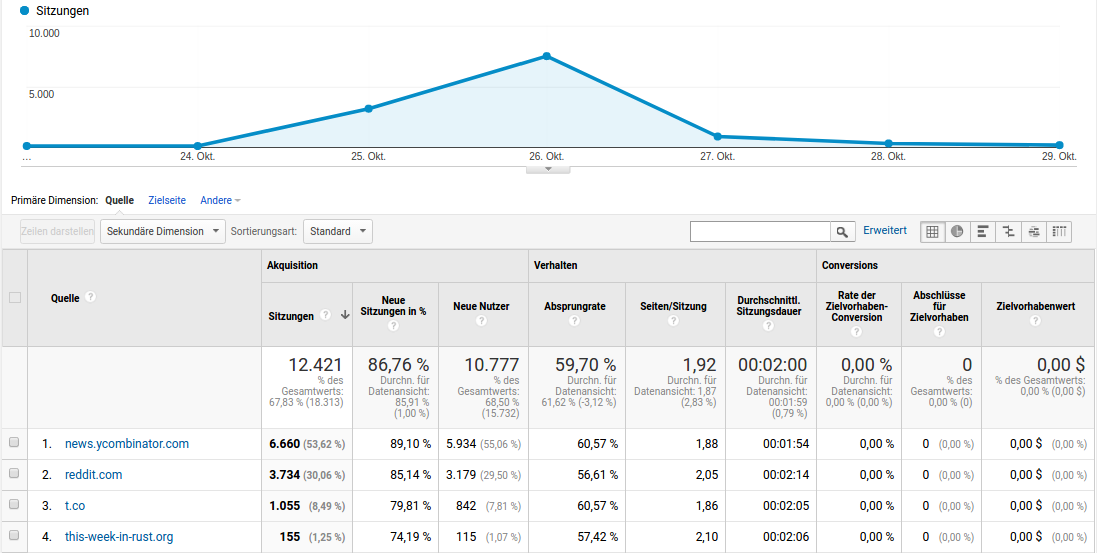 Sitzungen
10.000
5.000
... 24. Okt. 25. Okt. 26. Okt. 27. Okt. 28. Okt. 29. Okt.
Primäre Dimension: Quelle Zielseite Andere
Zeilen darstellen Sekundäre Dimension Sortierungsart: Standard Erweitert
Akquisition Verhalten Conversions
Quelle ? Sitzungen ? Neue Sitzungen in % ? Neue Nutzer ? Absprungrate ? Seiten/Sitzung ? Durchschnittl. Sitzungsdauer ? Rate der Zielvorhaben-Conversion ? Abschlüsse für Zielvorhaben ? Zielvorhabenwert ?
12.421 86,76 % 10.777 59,70 % 1,92 00:02:00 0,00 % 0 0,00 $
% des Gesamtwerts: 67,83 % (18.313) Durchn. für Datenansicht: 85,91 % (1,00 %) % des Gesamtwerts: 68,50 % (15.732) Durchn. für Datenansicht: 61,62 % (-3,12 %) Durchn. für Datenansicht: 1,87 (2,83 %) Durchn. für Datenansicht: 00:01:59 (0,79 %) Durchn. für Datenansicht: 0,00 % (0,00 %) % des Gesamtwerts: 0,00 % (0) % des Gesamtwerts: 0,00 % (0,00 $)
1. news.ycombinator.com 6.660 (53,62 %) 89,10 % 5.934 (55,06 %) 60,57 % 1,88 00:01:54 0,00 % 0 (0,00 %) 0,00 $ (0,00 %)
2. reddit.com 3.734 (30,06 %) 85,14 % 3.179 (29,50 %) 56,61 % 2,05 00:02:14 0,00 % 0 (0,00 %) 0,00 $ (0,00 %)
3. t.co 1.055 (8,49 %) 79,81 % 842 (7,81 %) 60,57 % 1,86 00:02:05 0,00 % 0 (0,00 %) 0,00 $ (0,00 %)
4. this-week-in-rust.org 155 (1,25 %) 74,19 % 115 (1,07 %) 57,42 % 2,10 00:02:06 0,00 % 0 (0,00 %) 0,00 $ (0,00 %)